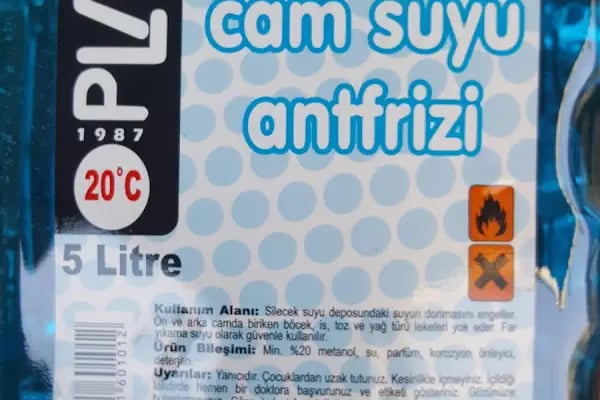 PLA
1987
20°C
cam suyu
antfrizi
5 Litre
Kullanım Alanı: Silecek suyu deposundaki suyun donmasını engeller.
Ön ve arka camda biriken böcek, is, toz ve yağ türü lekeleri yok eder. Far
yıkama suyu olarak güvenle kullanılır.
Ürün Bileşimi: Min. %20 metanol, su, parfüm, korozyon önleyici,
deterjan.
Uyarılar: Yanıcıdır. Çocuklardan uzak tutunuz. Kesinlikle içmeyiniz. İçildiği
takdirde hemen bir doktora başvurunuz ve etiketi gösteriniz. Gözünüze
1601012